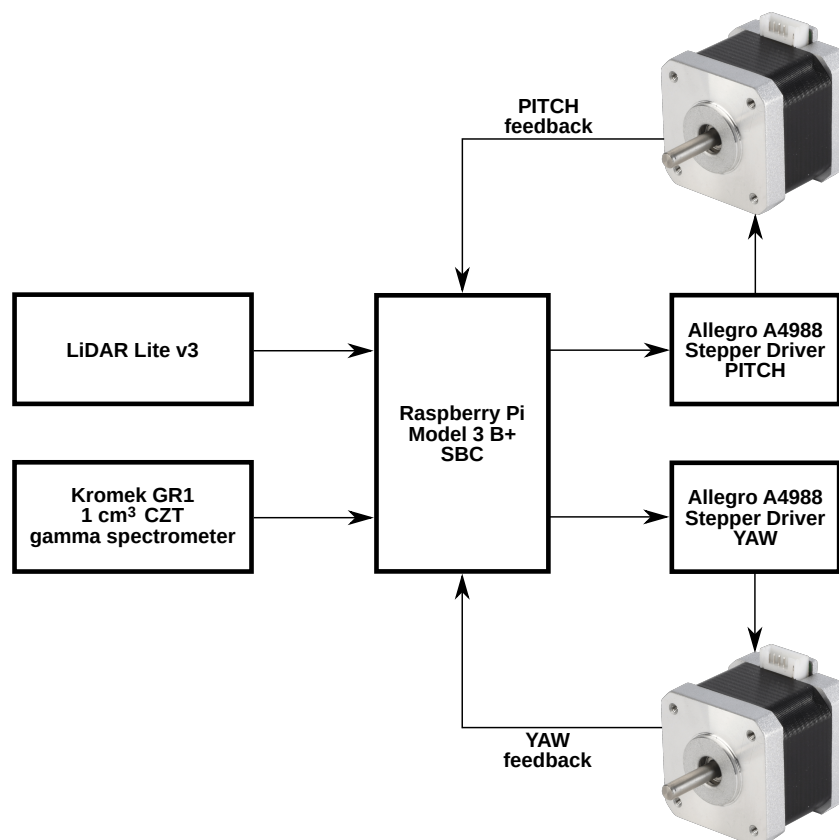 PITCH
feedback
LiDAR Lite v3
Allegro A4988
Stepper Driver
PITCH
Raspberry Pi
Model 3 B+
SBC
Kromek GR1
1 cm³ CZT
gamma spectrometer
Allegro A4988
Stepper Driver
YAW
YAW
feedback